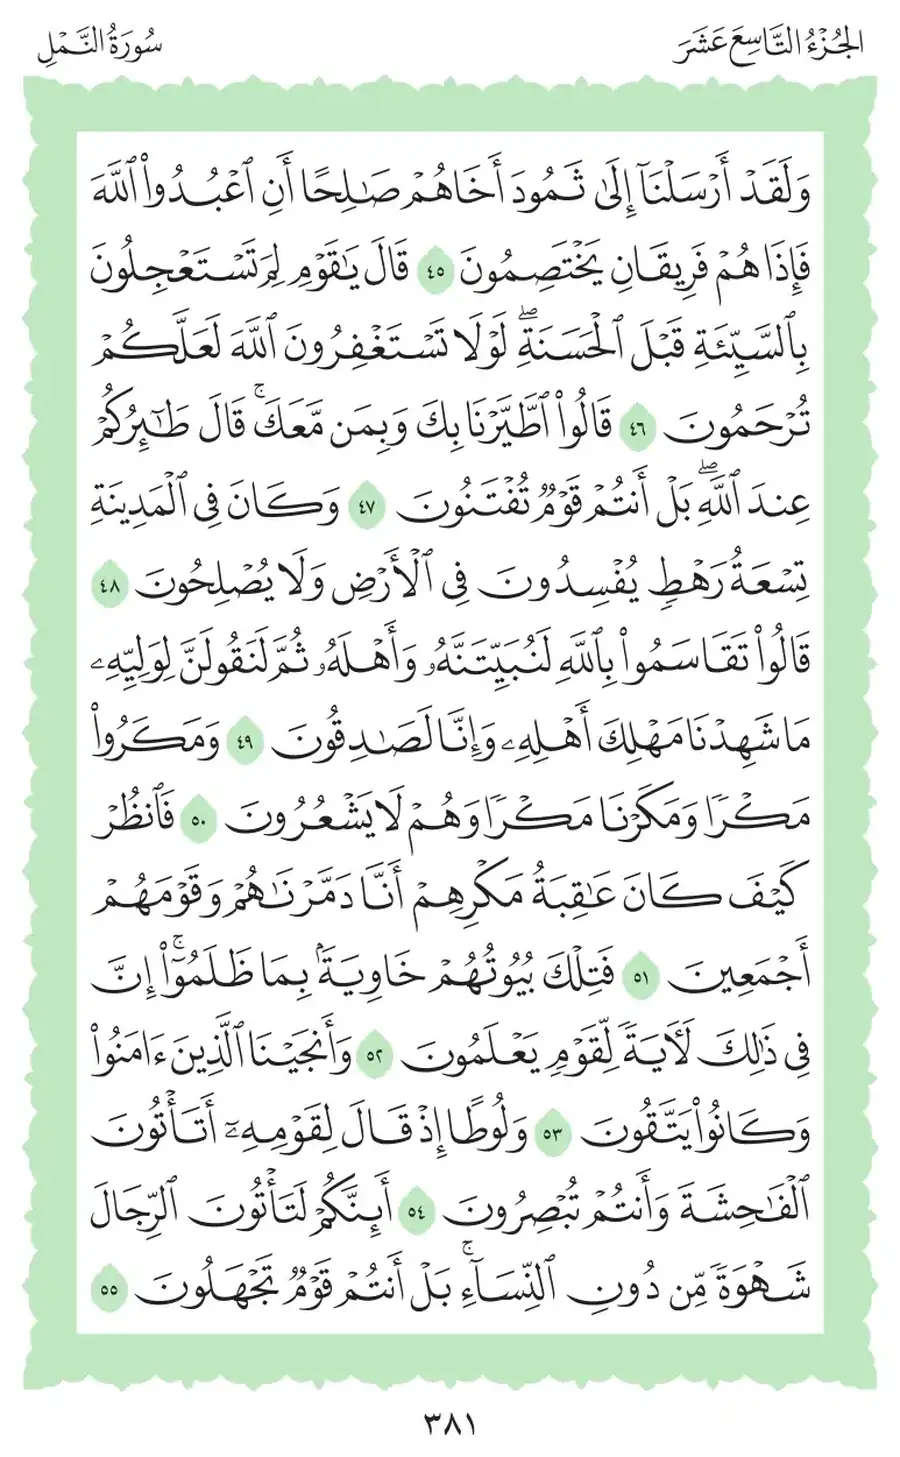 الجُزْءُ التَّاسِعَ عَشَرَ
سُورَةُ النَّمْلِ
وَلَقَدْ أَرْسَلْنَآ إِلَىٰ ثَمُودَ أَخَاهُمْ صَٰلِحًا أَنِ ٱعْبُدُوا۟ ٱللَّهَ
فَإِذَا هُمْ فَرِيقَانِ يَخْتَصِمُونَ ٤٥ قَالَ يَٰقَوْمِ لِمَ تَسْتَعْجِلُونَ
بِٱلسَّيِّئَةِ قَبْلَ ٱلْحَسَنَةِ ۖ لَوْلَا تَسْتَغْفِرُونَ ٱللَّهَ لَعَلَّكُمْ
تُرْحَمُونَ ٤٦ قَالُوا۟ ٱطَّيَّرْنَا بِكَ وَبِمَن مَّعَكَ ۚ قَالَ طَٰٓئِرُكُمْ
عِندَ ٱللَّهِ ۖ بَلْ أَنتُمْ قَوْمٌ تُفْتَنُونَ ٤٧ وَكَانَ فِى ٱلْمَدِينَةِ
تِسْعَةُ رَهْطٍ يُفْسِدُونَ فِى ٱلْأَرْضِ وَلَا يُصْلِحُونَ ٤٨
قَالُوا۟ تَقَاسَمُوا۟ بِٱللَّهِ لَنُبَيِّتَنَّهُۥ وَأَهْلَهُۥ ثُمَّ لَنَقُولَنَّ لِوَلِيِّهِۦ
مَا شَهِدْنَا مَهْلِكَ أَهْلِهِۦ وَإِنَّا لَصَٰدِقُونَ ٤٩ وَمَكَرُوا۟
مَكْرًا وَمَكَرْنَا مَكْرًا وَهُمْ لَا يَشْعُرُونَ ٥٠ فَٱنظُرْ
كَيْفَ كَانَ عَٰقِبَةُ مَكْرِهِمْ أَنَّا دَمَّرْنَٰهُمْ وَقَوْمَهُمْ
أَجْمَعِينَ ٥١ فَتِلْكَ بُيُوتُهُمْ خَاوِيَةًۢ بِمَا ظَلَمُوٓا۟ ۚ إِنَّ
فِى ذَٰلِكَ لَءَايَةً لِّقَوْمٍ يَعْلَمُونَ ٥٢ وَأَنجَيْنَا ٱلَّذِينَ ءَامَنُوا۟
وَكَانُوا۟ يَتَّقُونَ ٥٣ وَلُوطًا إِذْ قَالَ لِقَوْمِهِۦٓ أَتَأْتُونَ
ٱلْفَٰحِشَةَ وَأَنتُمْ تُبْصِرُونَ ٥٤ أَئِنَّكُمْ لَتَأْتُونَ ٱلرِّجَالَ
شَهْوَةً مِّن دُونِ ٱلنِّسَآءِ ۚ بَلْ أَنتُمْ قَوْمٌ تَجْهَلُونَ ٥٥
٣٨١